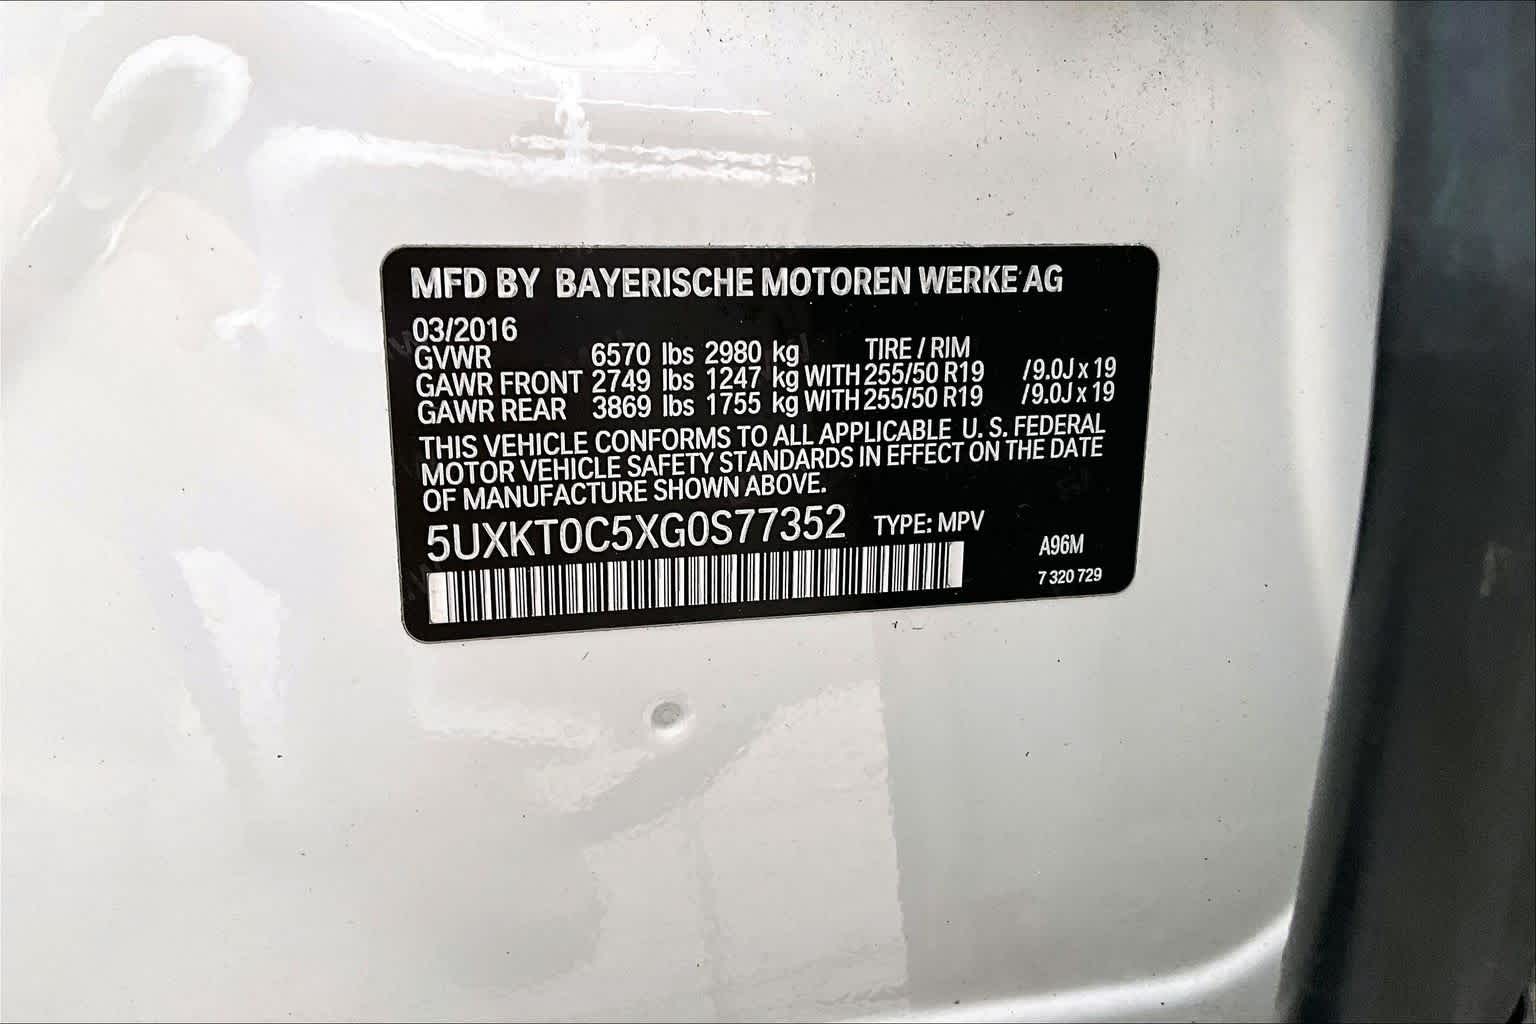 MFD BY BAYERISCHE MOTOREN WERKE AG
03/2016
GVWR 6570 lbs 2980 kg TIRE / RIM
GAWR FRONT 2749 lbs 1247 kg WITH 255/50 R19 /9.0J x 19
GAWR REAR 3869 lbs 1755 kg WITH 255/50 R19 /9.0J x 19
THIS VEHICLE CONFORMS TO ALL APPLICABLE U. S. FEDERAL
MOTOR VEHICLE SAFETY STANDARDS IN EFFECT ON THE DATE
OF MANUFACTURE SHOWN ABOVE.
5UXKT0C5XG0S77352 TYPE: MPV
A96M
7 320 729